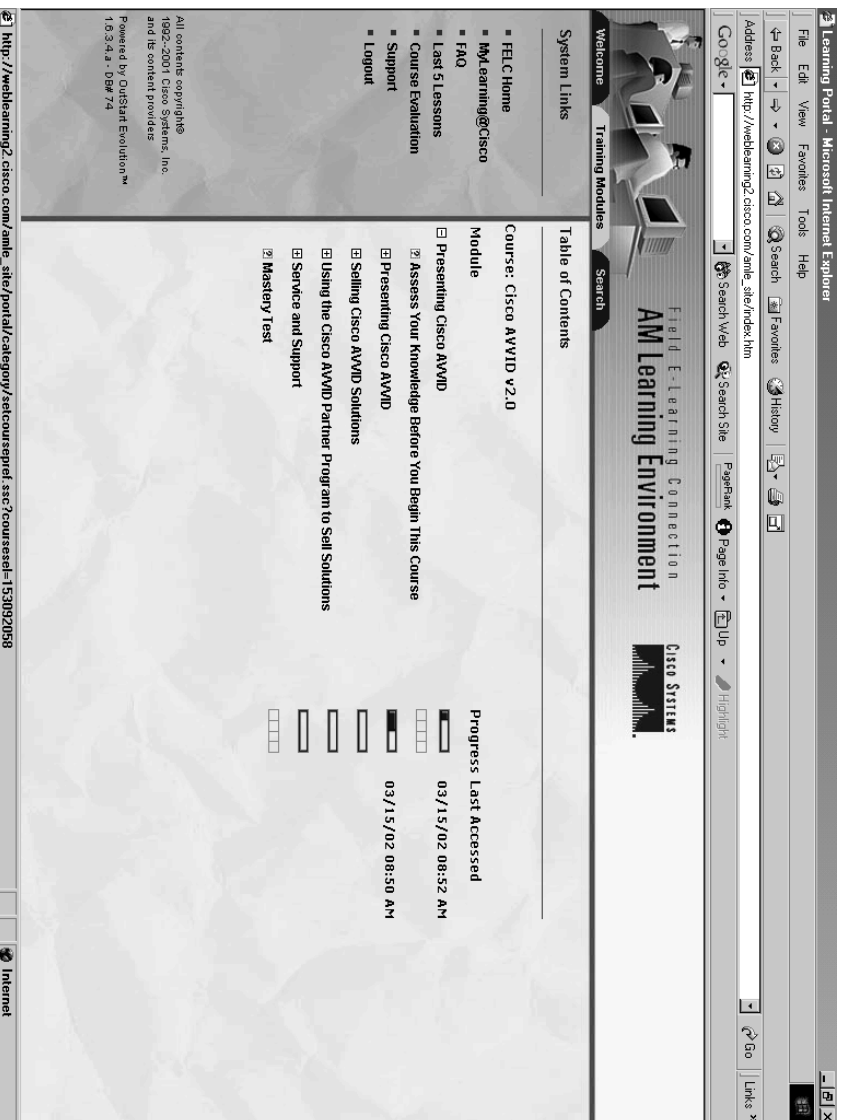 Learning Portal - Microsoft Internet Explorer
File Edit View Favorites Tools Help
Back Search Favorites History
Address http://weblearning2.cisco.com/amle_site/index.htm Go Links »
Google Search Web Search Site PageRank Page Info Up Highlight
Field E-Learning Connection
AM Learning Environment
CISCO SYSTEMS
Welcome Training Modules Search
System Links
FELC Home
MyLearning@Cisco
FAQ
Last 5 Lessons
Course Evaluation
Support
Logout
All contents copyright©
1992--2001 Cisco Systems, Inc.
and its content providers
Powered by OutStart Evolution™
1.6.3.4.a - DB# 74
Table of Contents
Course: Cisco AVVID v2.0
Module Progress Last Accessed
Presenting Cisco AVVID 03/15/02 08:52 AM
Assess Your Knowledge Before You Begin This Course
Presenting Cisco AVVID 03/15/02 08:50 AM
Selling Cisco AVVID Solutions
Using the Cisco AVVID Partner Program to Sell Solutions
Service and Support
Mastery Test
http://weblearning2.cisco.com/amle_site/portal/category/setcoursepref.ssc?coursesel=153092058 Internet